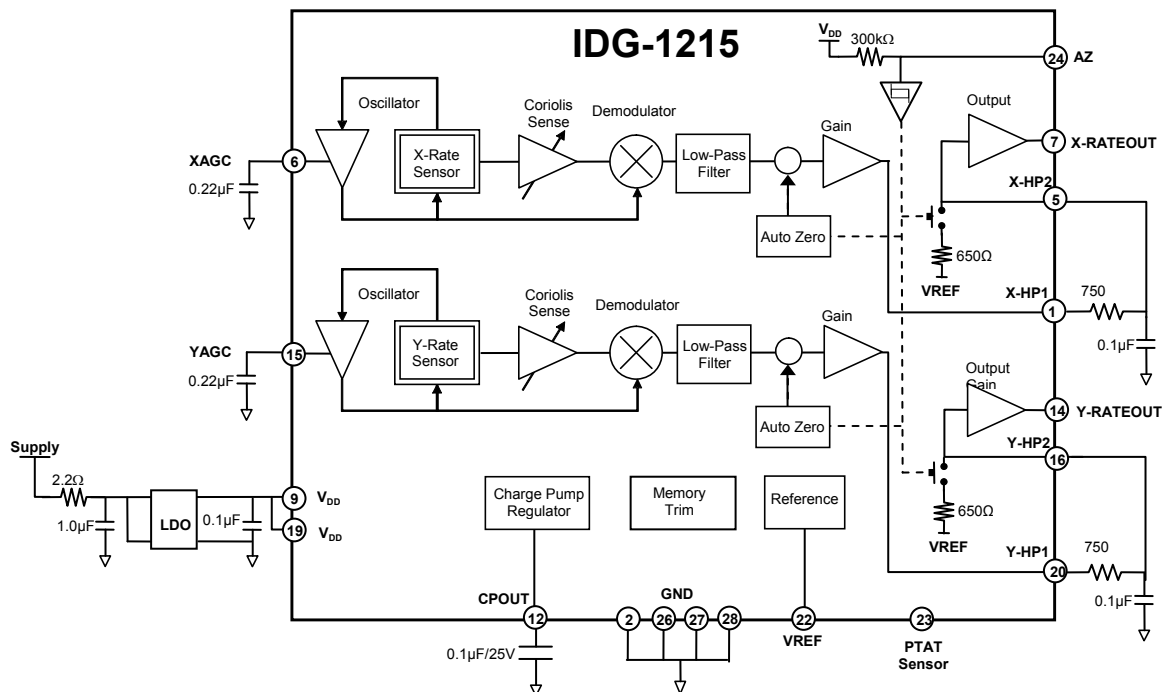 IDG-1215
VDD
300kΩ
24
AZ
Oscillator
Coriolis
Sense
Demodulator
Gain
Output
XAGC
6
X-Rate
Sensor
Low-Pass
Filter
7
X-RATEOUT
0.22µF
X-HP2
5
Auto Zero
650Ω
VREF
X-HP1
750
1
0.1µF
Oscillator
Coriolis
Sense
Demodulator
Gain
YAGC
15
Y-Rate
Sensor
Low-Pass
Filter
Output
Gain
14
Y-RATEOUT
0.22µF
Auto Zero
Y-HP2
16
Supply
2.2Ω
1.0µF
LDO
0.1µF
9
VDD
19
VDD
Charge Pump
Regulator
Memory
Trim
Reference
650Ω
VREF
Y-HP1
750
20
0.1µF
CPOUT
12
0.1µF/25V
GND
2
26
27
28
22
VREF
23
PTAT
Sensor